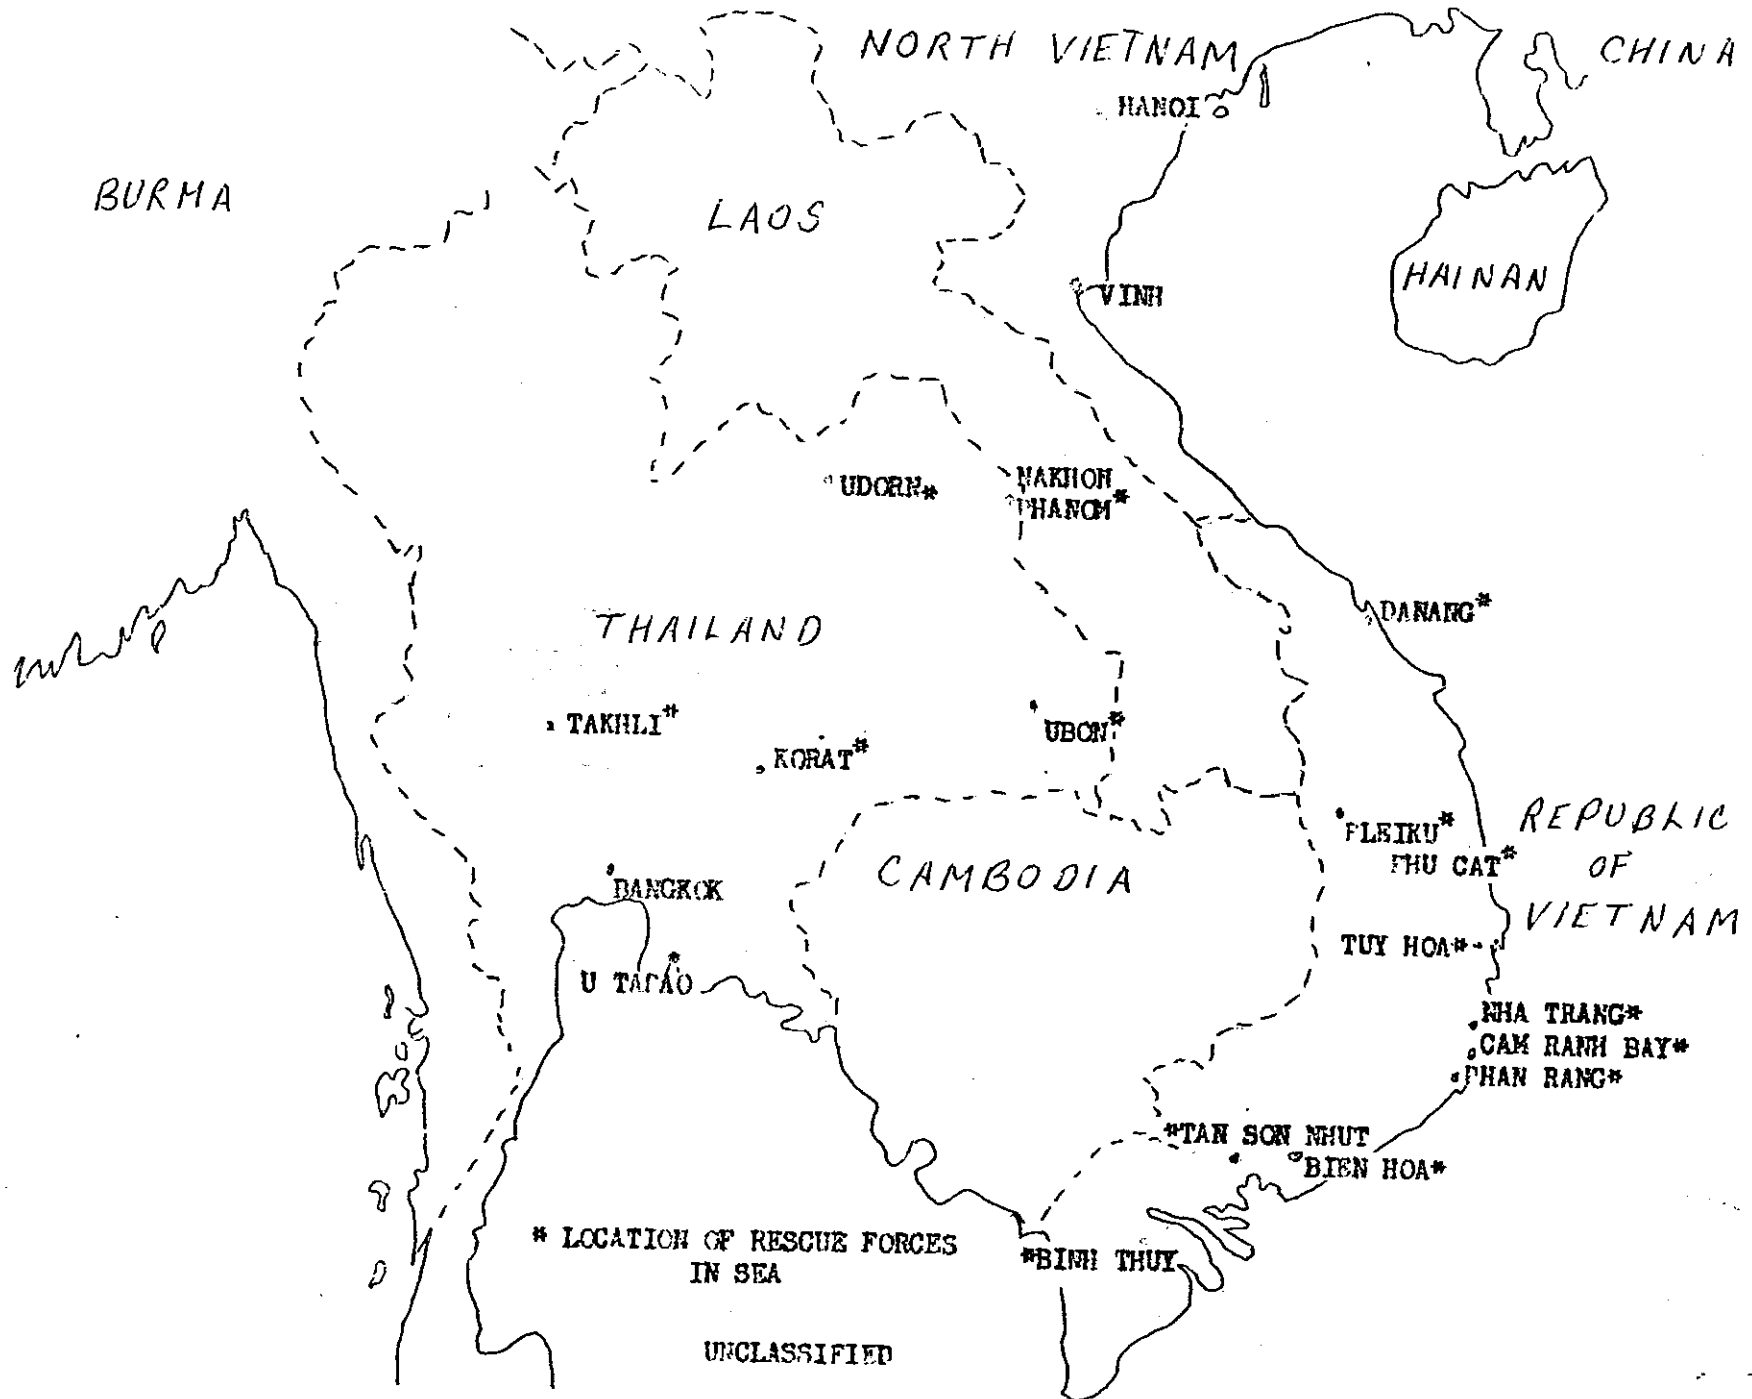 NORTH VIETNAM
CHINA
HANOI
BURMA
LAOS
HAINAN
VINH
UDORN*
NAKHON
PHANOM*
DANANG*
THAILAND
TAKHLI*
KORAT*
UBON*
PLEIKU*
PHU CAT*
REPUBLIC
OF
VIETNAM
CAMBODIA
BANGKOK
TUY HOA*
U TAPAO*
NHA TRANG*
CAM RANH BAY*
PHAN RANG*
*TAN SON NHUT
BIEN HOA*
* LOCATION OF RESCUE FORCES
IN SEA
*BINH THUY
UNCLASSIFIED